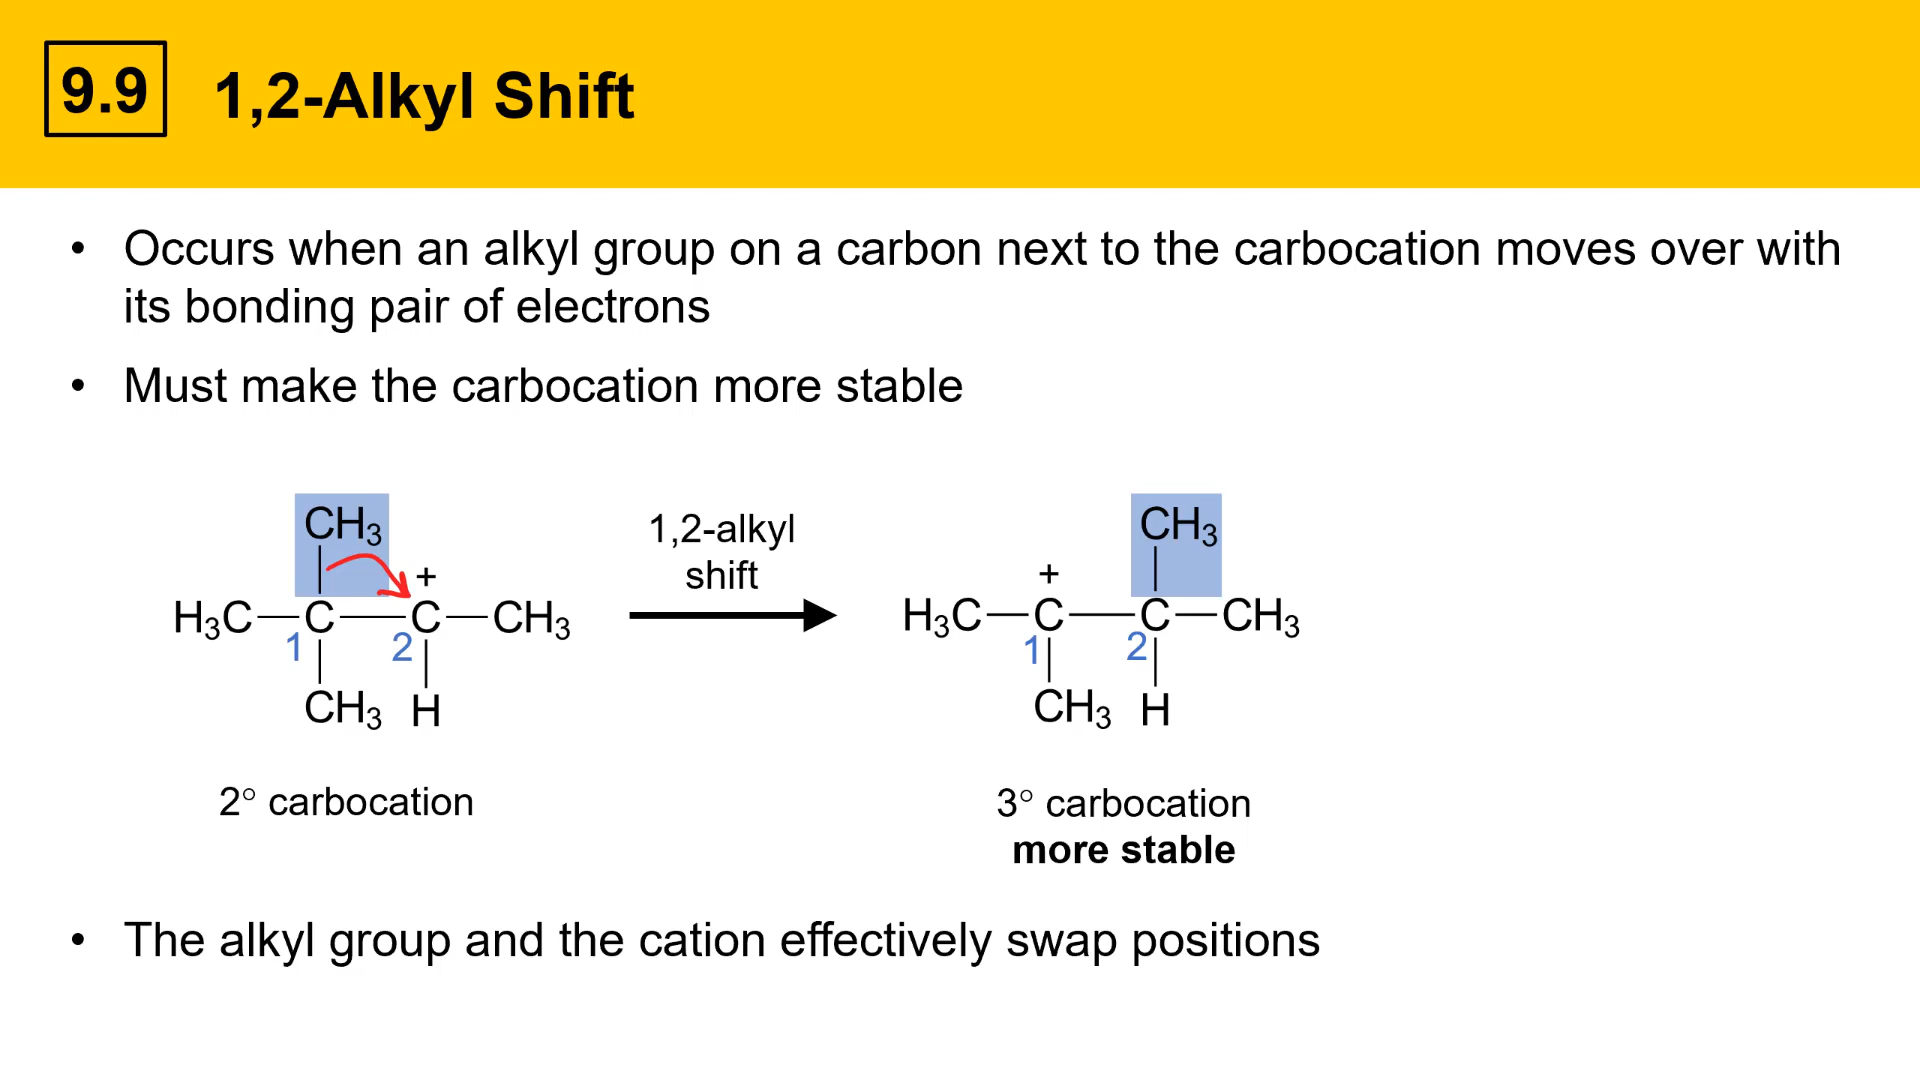 9.9 1,2-Alkyl Shift
• Occurs when an alkyl group on a carbon next to the carbocation moves over with
its bonding pair of electrons
• Must make the carbocation more stable
CH₃
+
H₃C—C—C—CH₃
1 2
CH₃ H
2° carbocation
1,2-alkyl
shift
CH₃
+
H₃C—C—C—CH₃
1 2
CH₃ H
3° carbocation
more stable
• The alkyl group and the cation effectively swap positions